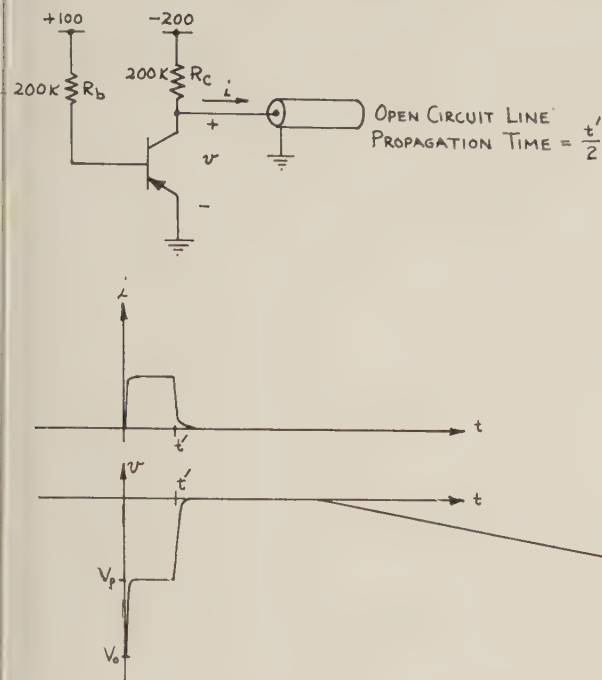 +100
-200
200K
R_b
200K
R_C
i
+
v
-
OPEN CIRCUIT LINE
PROPAGATION TIME = t'/2
i
t
t'
v
t'
t
V_p
V_o